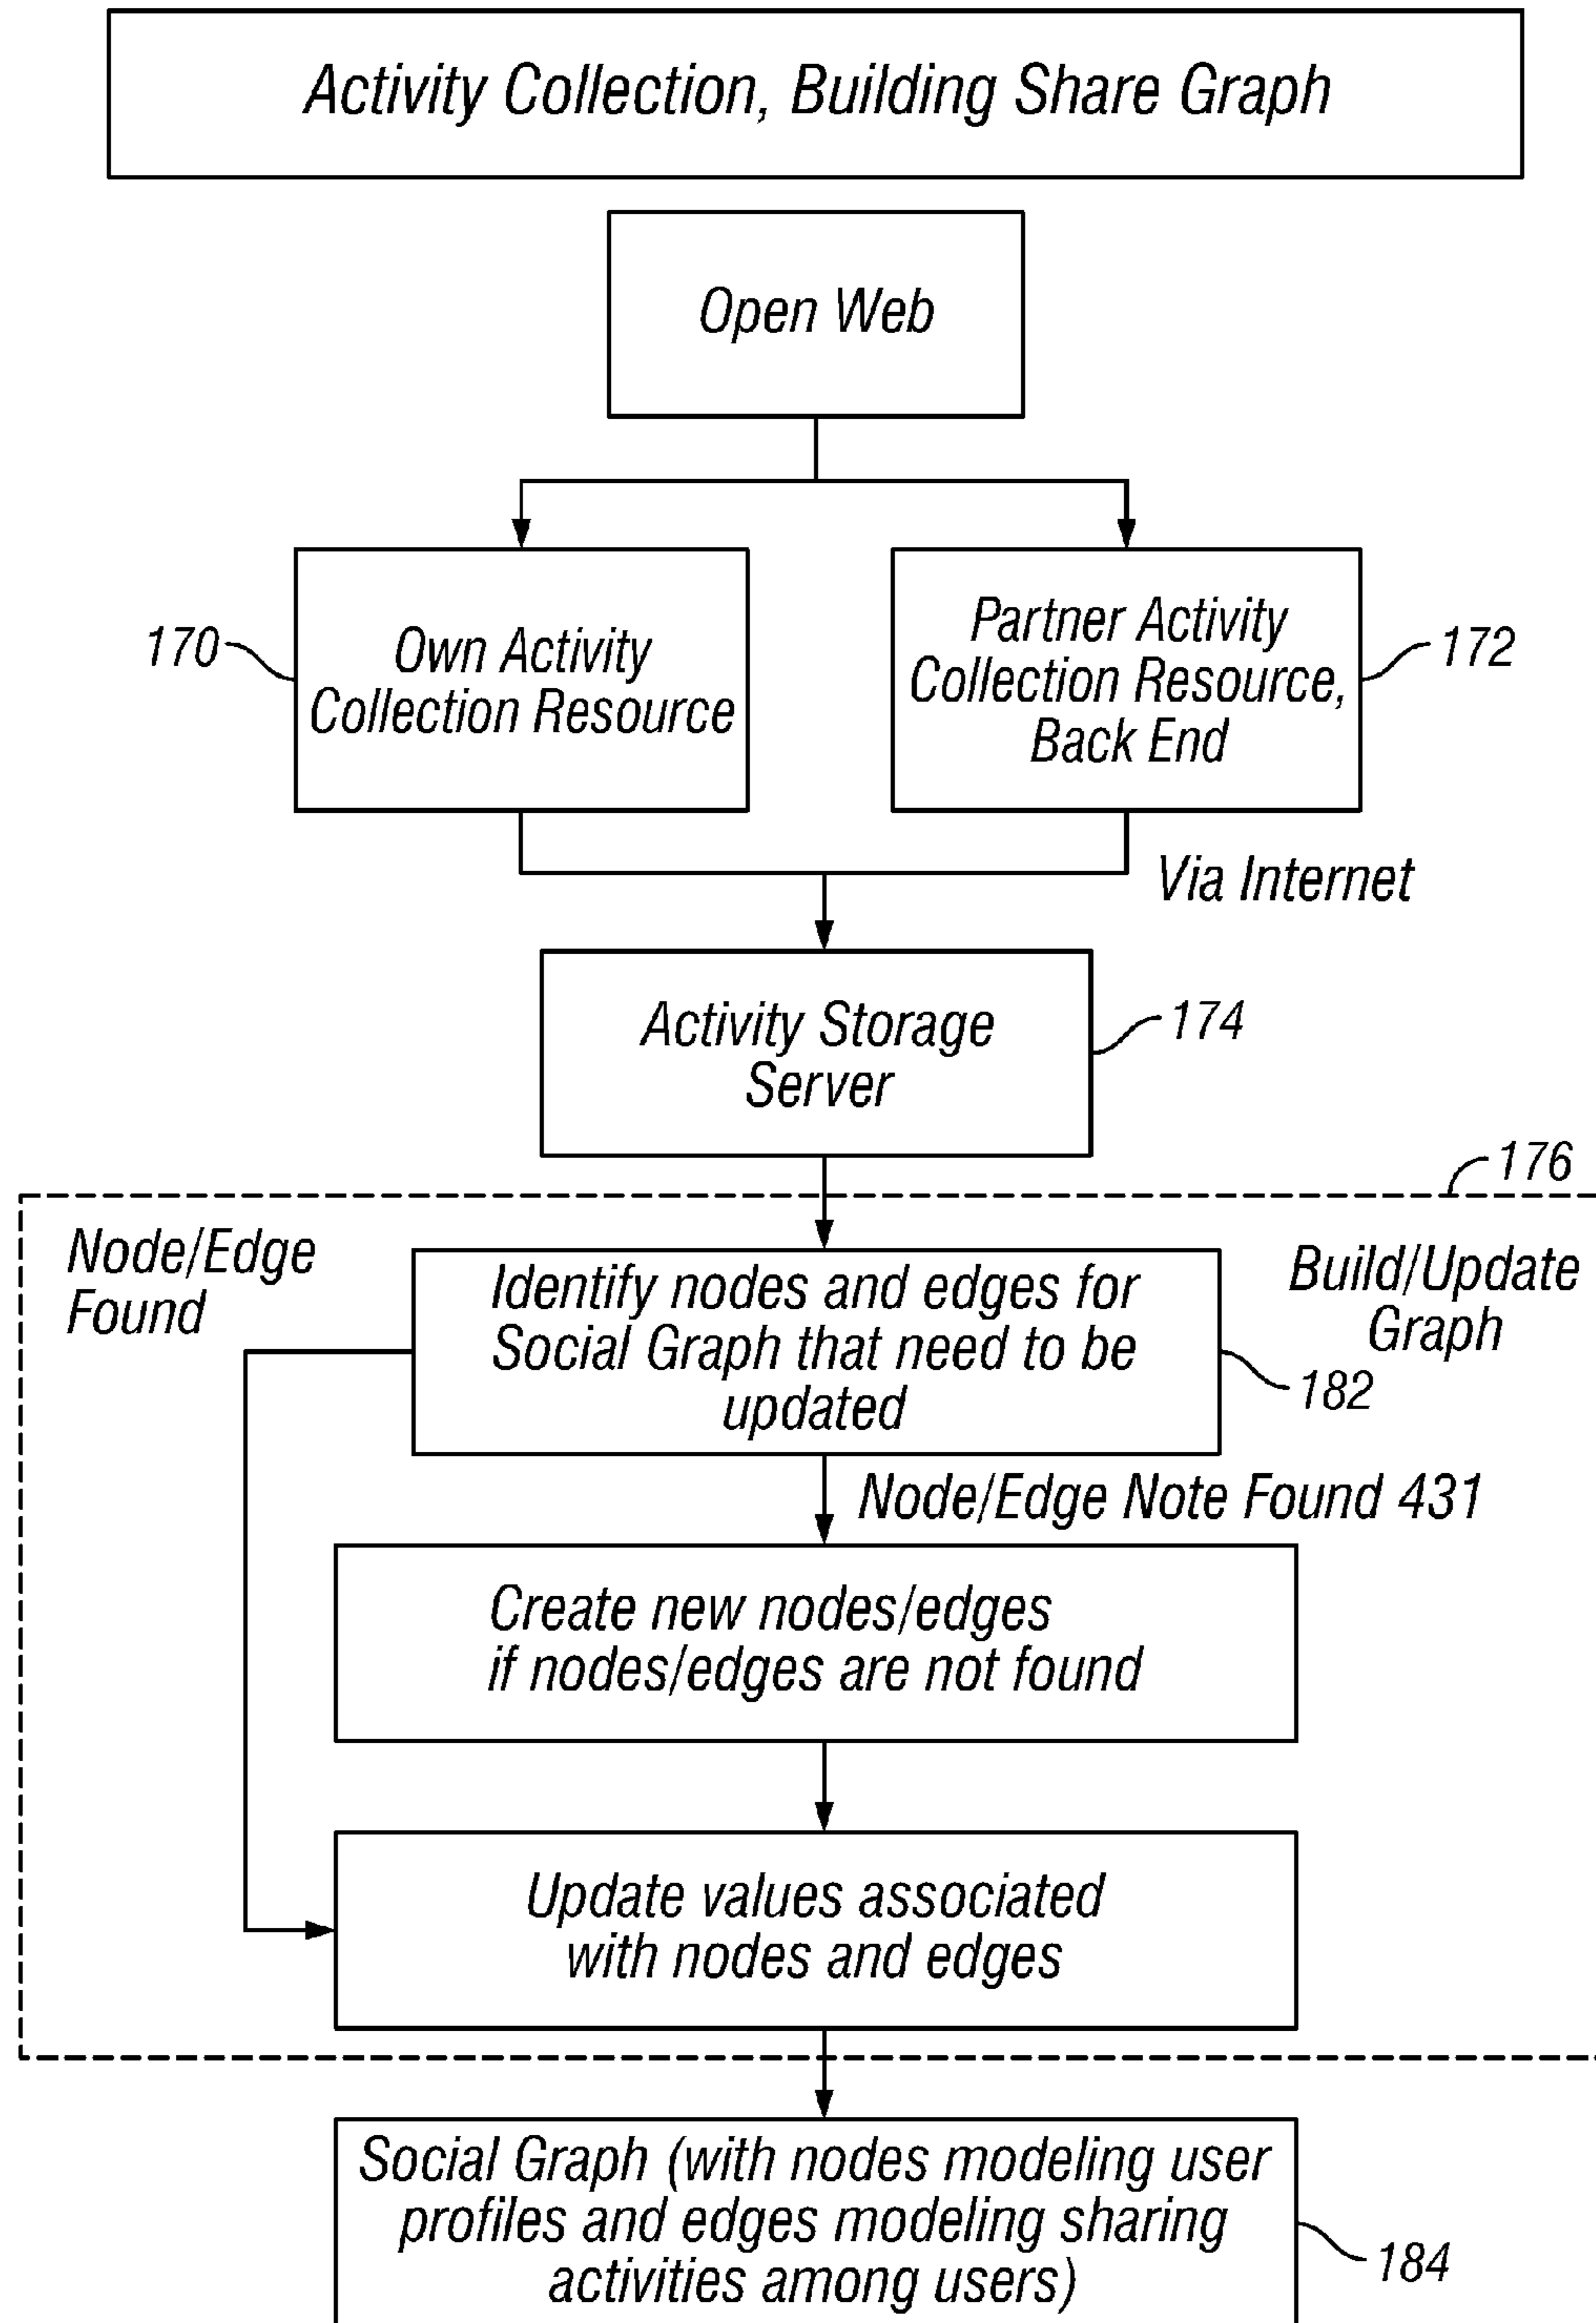 Activity Collection, Building Share Graph
Open Web
170
Own Activity
Collection Resource
Partner Activity
Collection Resource,
Back End
172
Via Internet
Activity Storage
Server
174
176
Node/Edge
Found
Build/Update
Graph
Identify nodes and edges for
Social Graph that need to be
updated
182
Node/Edge Note Found 431
Create new nodes/edges
if nodes/edges are not found
Update values associated
with nodes and edges
Social Graph (with nodes modeling user
profiles and edges modeling sharing
activities among users)
184